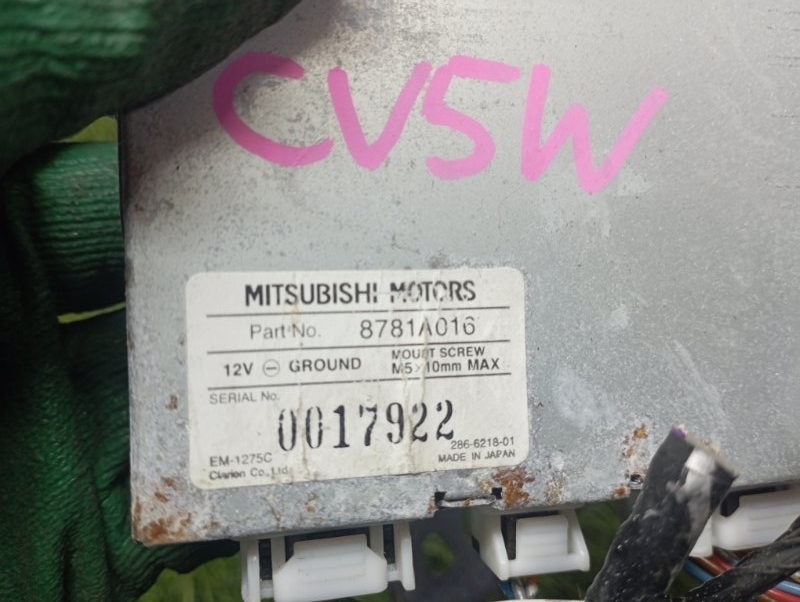 CV5W
MITSUBISHI MOTORS
Part No. 8781A016
12V ⊖ GROUND MOUNT SCREW M5×10mm MAX
SERIAL No.
0017922
EM-1275C 286-6218-01
Clarion Co., Ltd. MADE IN JAPAN